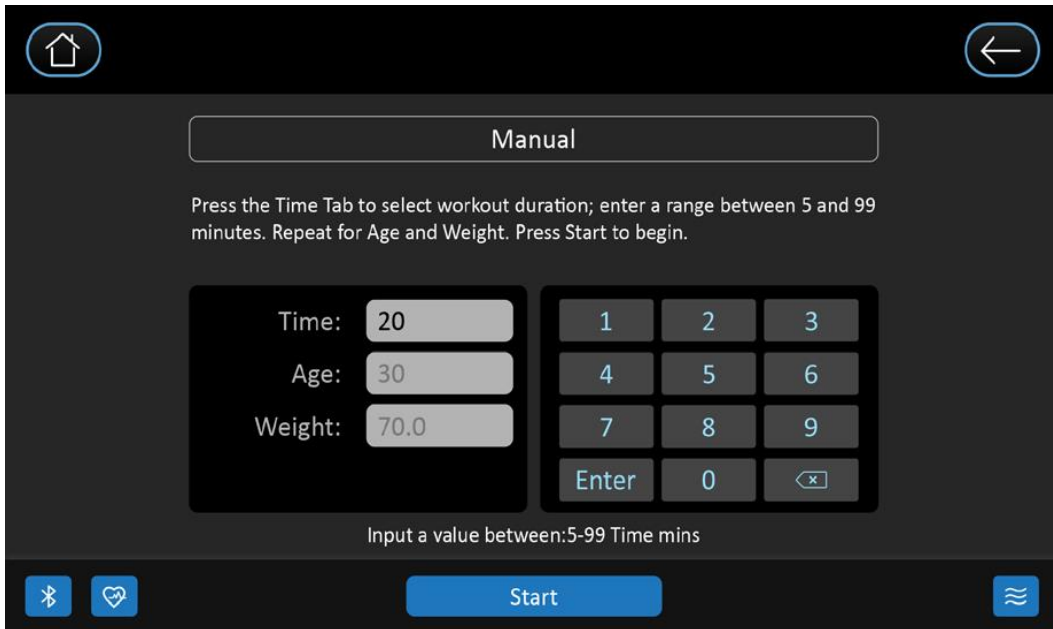 Manual
Press the Time Tab to select workout duration; enter a range between 5 and 99
minutes. Repeat for Age and Weight. Press Start to begin.
Time: 20
Age: 30
Weight: 70.0
1 2 3
4 5 6
7 8 9
Enter 0
Input a value between:5-99 Time mins
Start